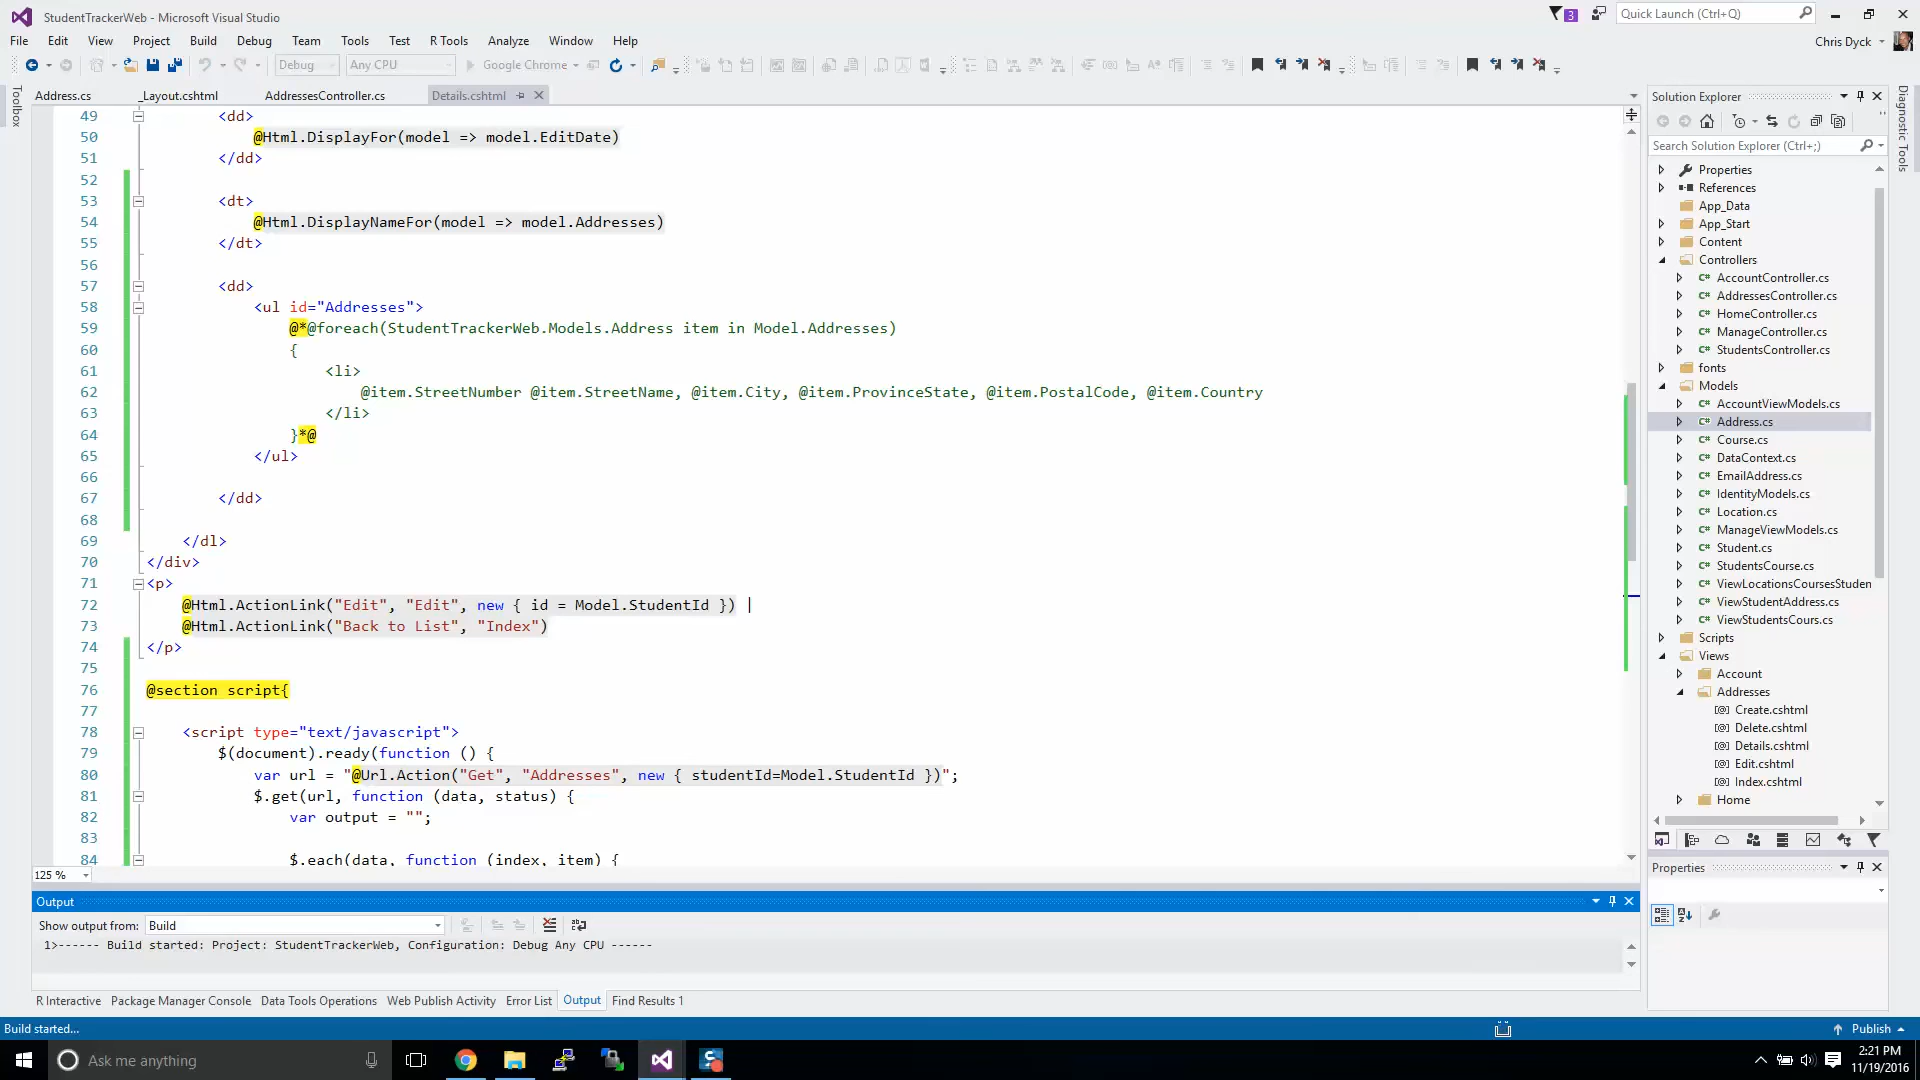 StudentTrackerWeb - Microsoft Visual Studio
3
Quick Launch (Ctrl+Q)
File Edit View Project Build Debug Team Tools Test R Tools Analyze Window Help
Chris Dyck
Debug Any CPU Google Chrome
Toolbox
Address.cs _Layout.cshtml AddressesController.cs Details.cshtml
49 <dd>
50 @Html.DisplayFor(model => model.EditDate)
51 </dd>
52
53 <dt>
54 @Html.DisplayNameFor(model => model.Addresses)
55 </dt>
56
57 <dd>
58 <ul id="Addresses">
59 @*@foreach(StudentTrackerWeb.Models.Address item in Model.Addresses)
60 {
61 <li>
62 @item.StreetNumber @item.StreetName, @item.City, @item.ProvinceState, @item.PostalCode, @item.Country
63 </li>
64 }*@
65 </ul>
66
67 </dd>
68
69 </dl>
70 </div>
71 <p>
72 @Html.ActionLink("Edit", "Edit", new { id = Model.StudentId }) |
73 @Html.ActionLink("Back to List", "Index")
74 </p>
75
76 @section script{
77
78 <script type="text/javascript">
79 $(document).ready(function () {
80 var url = "@Url.Action("Get", "Addresses", new { studentId=Model.StudentId })";
81 $.get(url, function (data, status) {
82 var output = "";
83
84 $.each(data, function (index, item) {
125 %
Output
Show output from: Build
1>------ Build started: Project: StudentTrackerWeb, Configuration: Debug Any CPU ------
R Interactive Package Manager Console Data Tools Operations Web Publish Activity Error List Output Find Results 1
Build started...
Publish
Solution Explorer
Search Solution Explorer (Ctrl+;)
Properties
References
App_Data
App_Start
Content
Controllers
AccountController.cs
AddressesController.cs
HomeController.cs
ManageController.cs
StudentsController.cs
fonts
Models
AccountViewModels.cs
Address.cs
Course.cs
DataContext.cs
EmailAddress.cs
IdentityModels.cs
Location.cs
ManageViewModels.cs
Student.cs
StudentsCourse.cs
ViewLocationsCoursesStuden
ViewStudentAddress.cs
ViewStudentsCours.cs
Scripts
Views
Account
Addresses
Create.cshtml
Delete.cshtml
Details.cshtml
Edit.cshtml
Index.cshtml
Home
Properties
Diagnostic Tools
Ask me anything
2:21 PM
11/19/2016